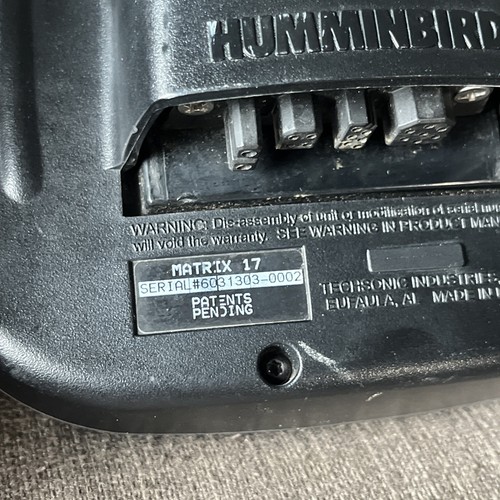 HUMMINBIRD
WARNING: Dis-assembly of unit or modification of serial
will void the warranty. SEE WARNING IN PRODUCT
MATRIX 17
SERIAL#6031303-0002
PATENTS
PENDING
TECHSONIC INDUSTRIES
EUFAULA, AL MADE IN